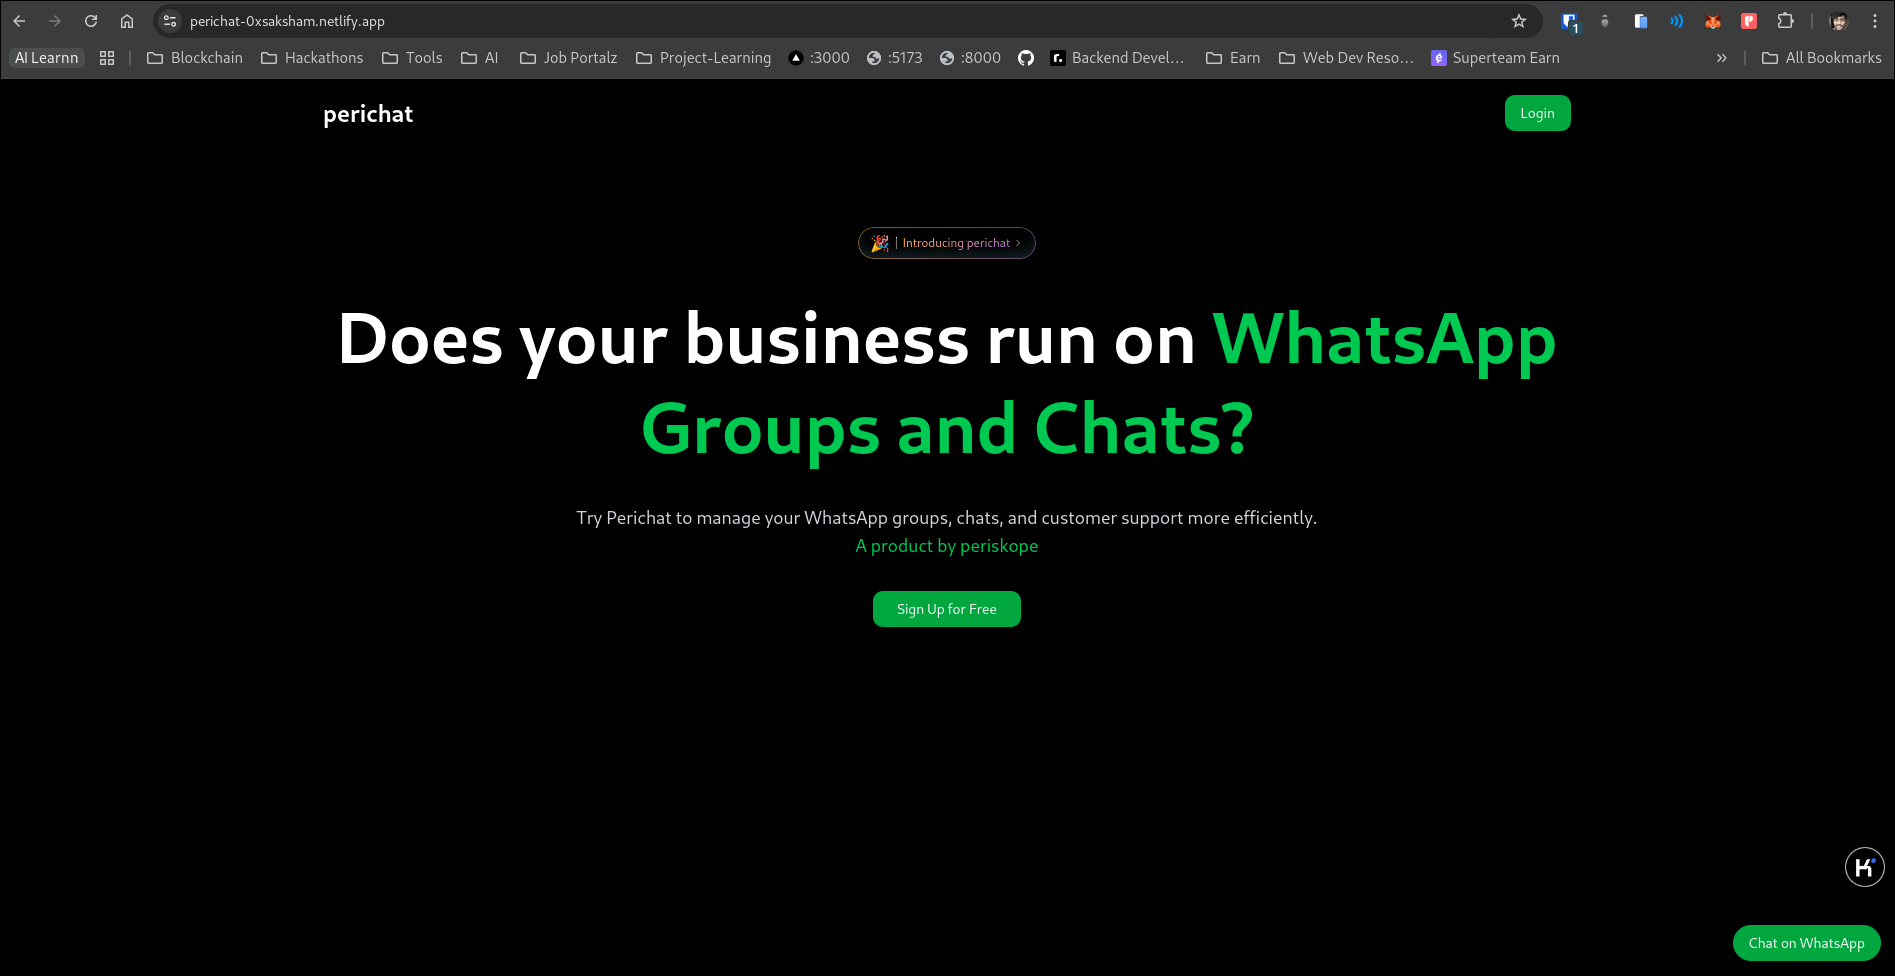 perichat-0xsaksham.netlify.app
1
AI Learnn Blockchain Hackathons Tools AI Job Portalz Project-Learning :3000 :5173 :8000 Backend Devel... Earn Web Dev Reso... Superteam Earn » All Bookmarks
perichat Login
Introducing perichat
Does your business run on WhatsApp
Groups and Chats?
Try Perichat to manage your WhatsApp groups, chats, and customer support more efficiently.
A product by periskope
Sign Up for Free
K
Chat on WhatsApp